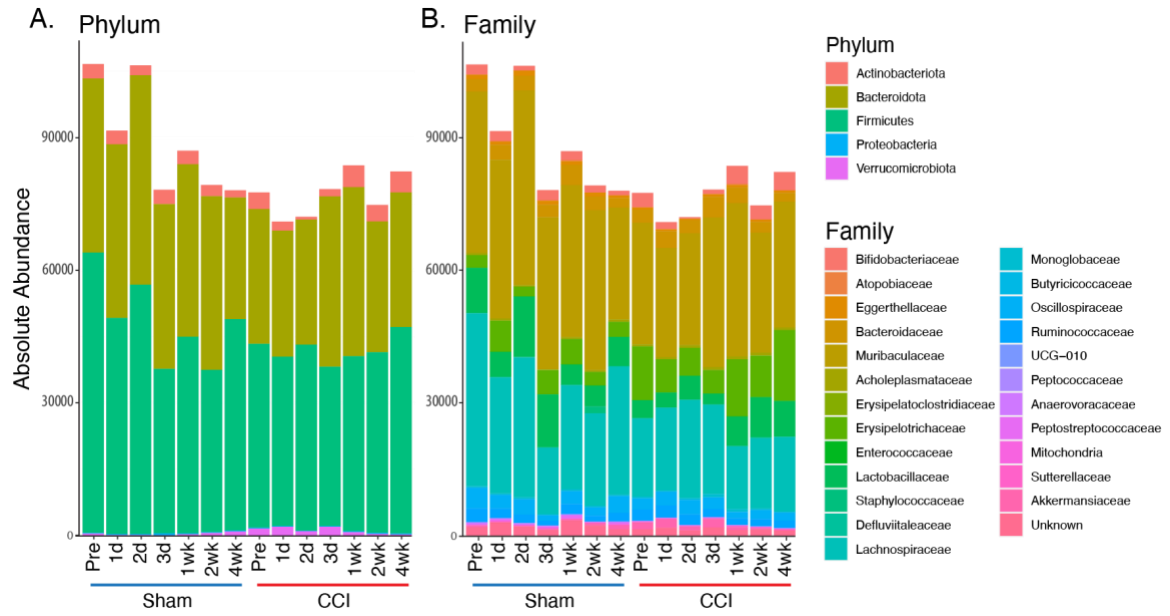 A.
Phylum
Absolute Abundance
90000
60000
30000
0
Pre
1d
2d
3d
1wk
2wk
4wk
Pre
1d
2d
3d
1wk
2wk
4wk
Sham
CCI
B.
Family
90000
60000
30000
0
Pre
1d
2d
3d
1wk
2wk
4wk
Pre
1d
2d
3d
1wk
2wk
4wk
Sham
CCI
Phylum
Actinobacteriota
Bacteroidota
Firmicutes
Proteobacteria
Verrucomicrobiota
Family
Bifidobacteriaceae
Atopobiaceae
Eggerthellaceae
Bacteroidaceae
Muribaculaceae
Acholeplasmataceae
Erysipelatoclostridiaceae
Erysipelotrichaceae
Enterococcaceae
Lactobacillaceae
Staphylococcaceae
Defluviitaleaceae
Lachnospiraceae
Monoglobaceae
Butyricicoccaceae
Oscillospiraceae
Ruminococcaceae
UCG-010
Peptococcaceae
Anaerovoracaceae
Peptostreptococcaceae
Mitochondria
Sutterellaceae
Akkermansiaceae
Unknown